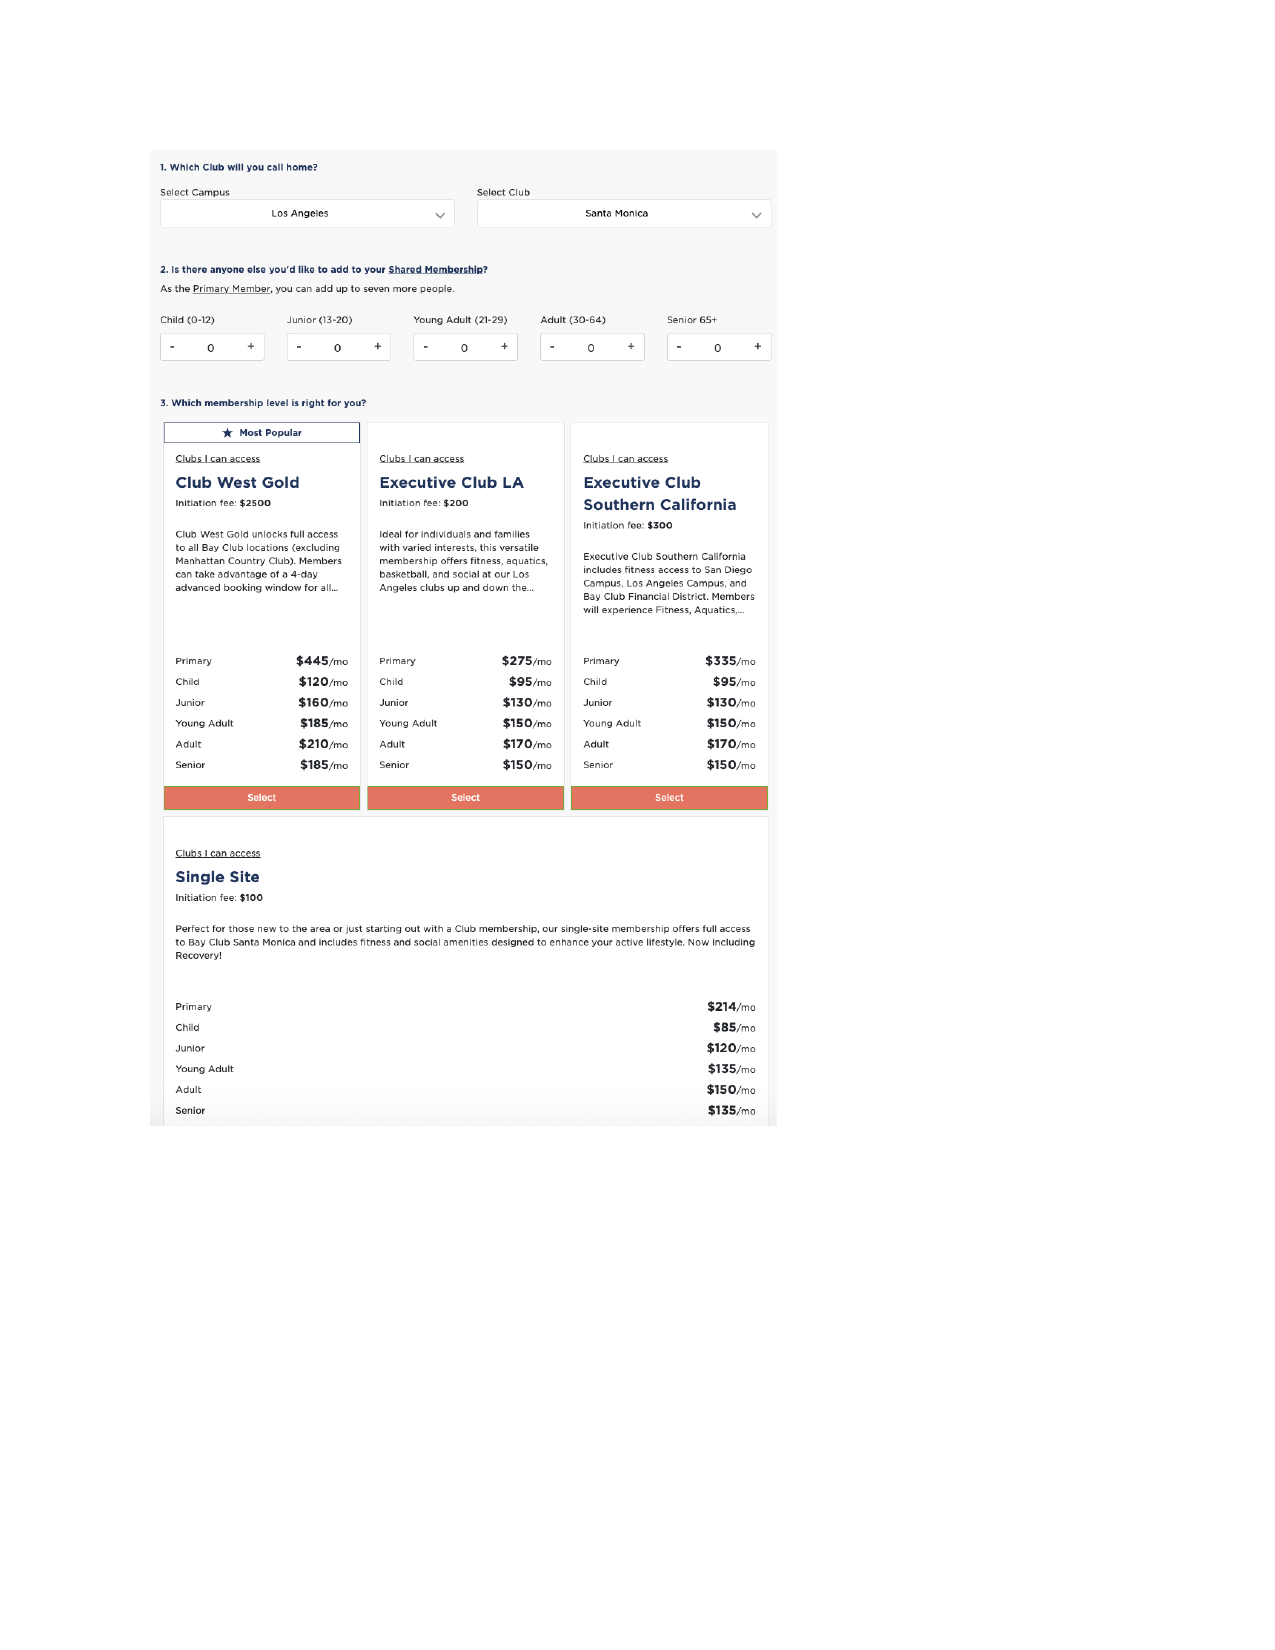 1. Which Club will you call home?
Select Campus
Los Angeles
Select Club
Santa Monica
2. Is there anyone else you'd like to add to your Shared Membership?
As the Primary Member, you can add up to seven more people.
Child (0-12)
- 0 +
Junior (13-20)
- 0 +
Young Adult (21-29)
- 0 +
Adult (30-64)
- 0 +
Senior 65+
- 0 +
3. Which membership level is right for you?
★ Most Popular
Clubs I can access
Club West Gold
Initiation fee: $2500
Club West Gold unlocks full access
to all Bay Club locations (excluding
Manhattan Country Club). Members
can take advantage of a 4-day
advanced booking window for all...
Primary $445/mo
Child $120/mo
Junior $160/mo
Young Adult $185/mo
Adult $210/mo
Senior $185/mo
Select
Clubs I can access
Executive Club LA
Initiation fee: $200
Ideal for individuals and families
with varied interests, this versatile
membership offers fitness, aquatics,
basketball, and social at our Los
Angeles clubs up and down the...
Primary $275/mo
Child $95/mo
Junior $130/mo
Young Adult $150/mo
Adult $170/mo
Senior $150/mo
Select
Clubs I can access
Executive Club
Southern California
Initiation fee: $300
Executive Club Southern California
includes fitness access to San Diego
Campus, Los Angeles Campus, and
Bay Club Financial District. Members
will experience Fitness, Aquatics,...
Primary $335/mo
Child $95/mo
Junior $130/mo
Young Adult $150/mo
Adult $170/mo
Senior $150/mo
Select
Clubs I can access
Single Site
Initiation fee: $100
Perfect for those new to the area or just starting out with a Club membership, our single-site membership offers full access
to Bay Club Santa Monica and includes fitness and social amenities designed to enhance your active lifestyle. Now including
Recovery!
Primary $214/mo
Child $85/mo
Junior $120/mo
Young Adult $135/mo
Adult $150/mo
Senior $135/mo